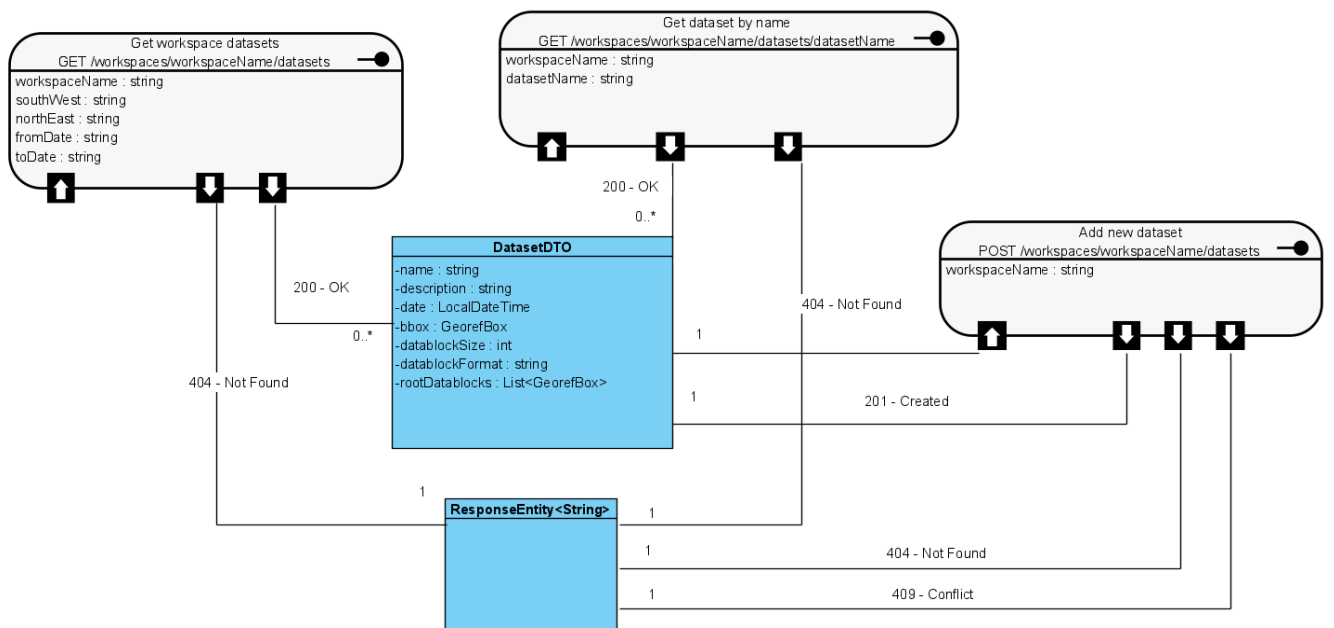 Get workspace datasets
GET /workspaces/workspaceName/datasets
workspaceName : string
southWest : string
northEast : string
fromDate : string
toDate : string
Get dataset by name
GET /workspaces/workspaceName/datasets/datasetName
workspaceName : string
datasetName : string
Add new dataset
POST /workspaces/workspaceName/datasets
workspaceName : string
200 - OK
0..*
DatasetDTO
-name : string
-description : string
-date : LocalDateTime
-bbox : GeorefBox
-datablockSize : int
-datablockFormat : string
-rootDatablocks : List<GeorefBox>
200 - OK
0..*
404 - Not Found
404 - Not Found
1
1
201 - Created
1
ResponseEntity<String>
1
1
404 - Not Found
1
409 - Conflict